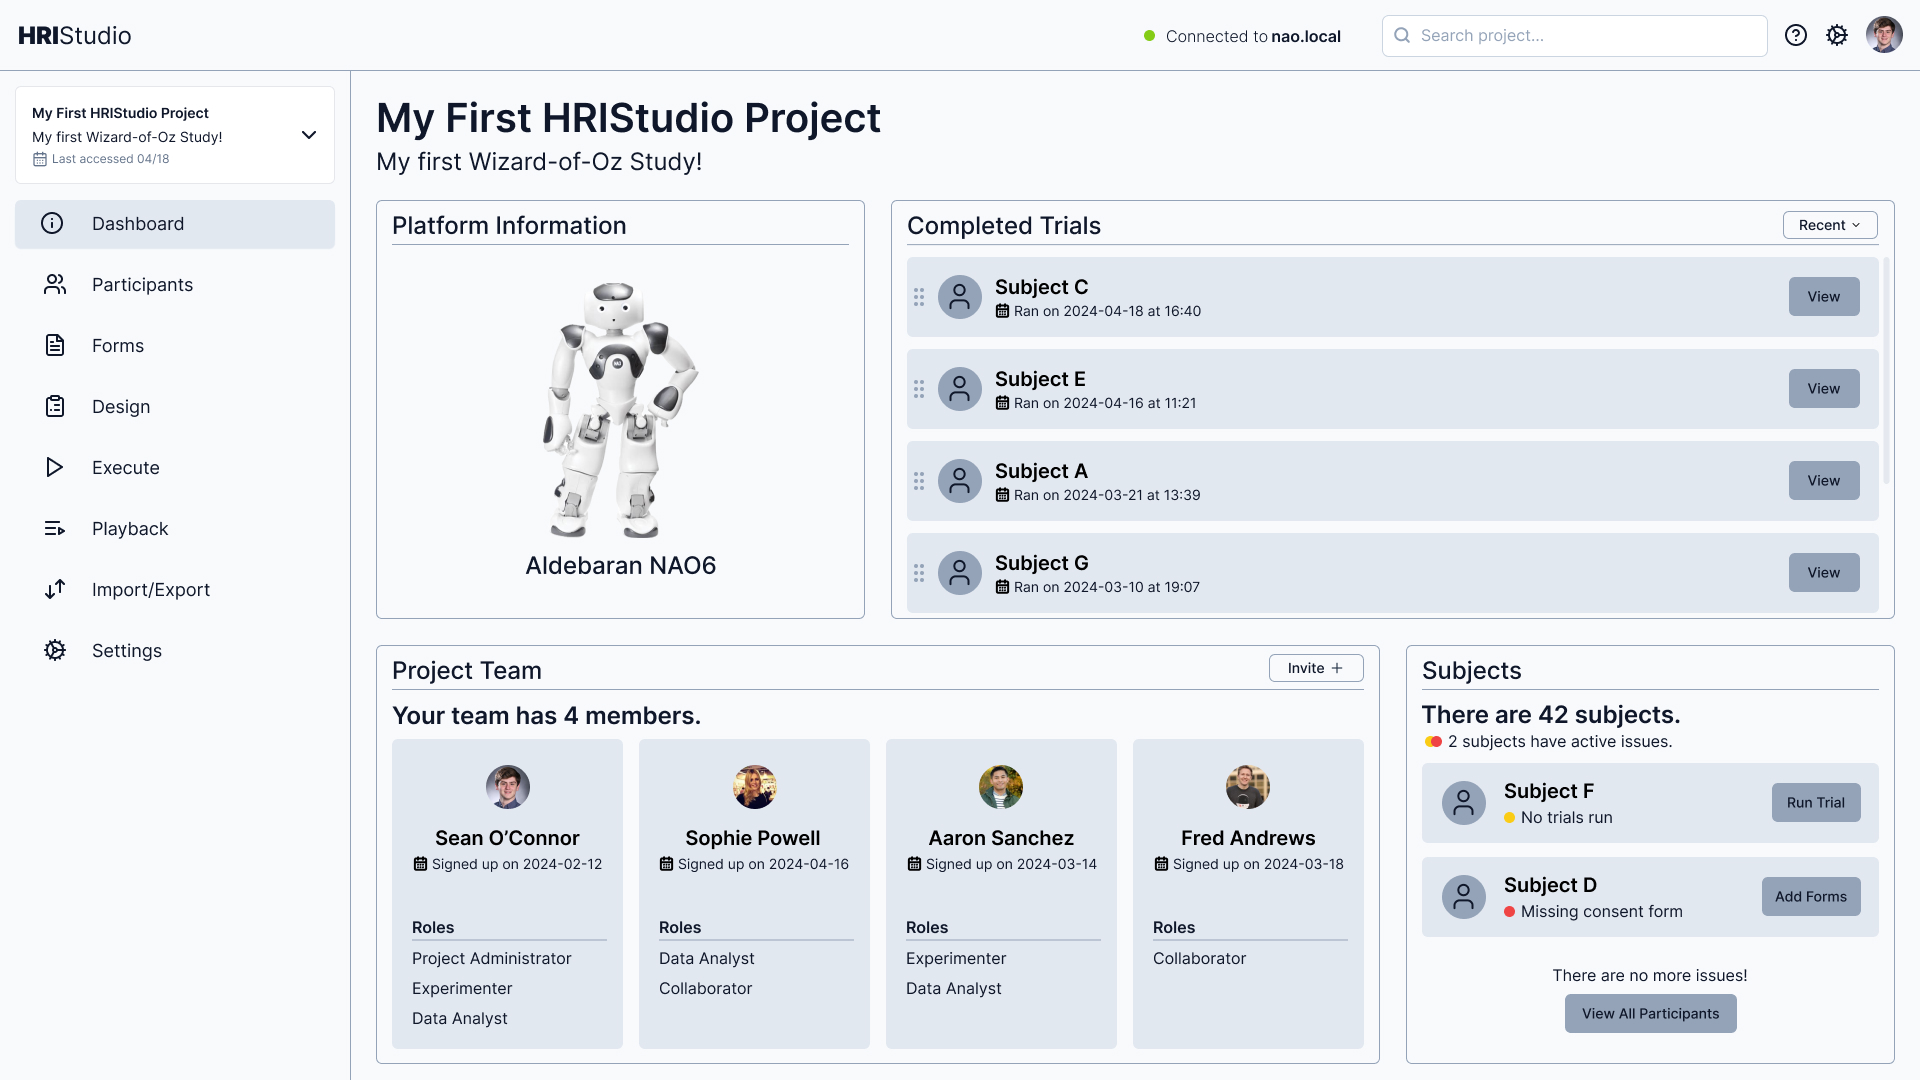 HRIStudio
Connected to nao.local
Search project...
My First HRIStudio Project
My first Wizard-of-Oz Study!
Last accessed 04/18
Dashboard
Participants
Forms
Design
Execute
Playback
Import/Export
Settings
My First HRIStudio Project
My first Wizard-of-Oz Study!
Platform Information
Aldebaran NAO6
Completed Trials
Recent
Subject C
Ran on 2024-04-18 at 16:40
View
Subject E
Ran on 2024-04-16 at 11:21
View
Subject A
Ran on 2024-03-21 at 13:39
View
Subject G
Ran on 2024-03-10 at 19:07
View
Project Team
Invite +
Your team has 4 members.
Sean O’Connor
Signed up on 2024-02-12
Roles
Project Administrator
Experimenter
Data Analyst
Sophie Powell
Signed up on 2024-04-16
Roles
Data Analyst
Collaborator
Aaron Sanchez
Signed up on 2024-03-14
Roles
Experimenter
Data Analyst
Fred Andrews
Signed up on 2024-03-18
Roles
Collaborator
Subjects
There are 42 subjects.
2 subjects have active issues.
Subject F
No trials run
Run Trial
Subject D
Missing consent form
Add Forms
There are no more issues!
View All Participants